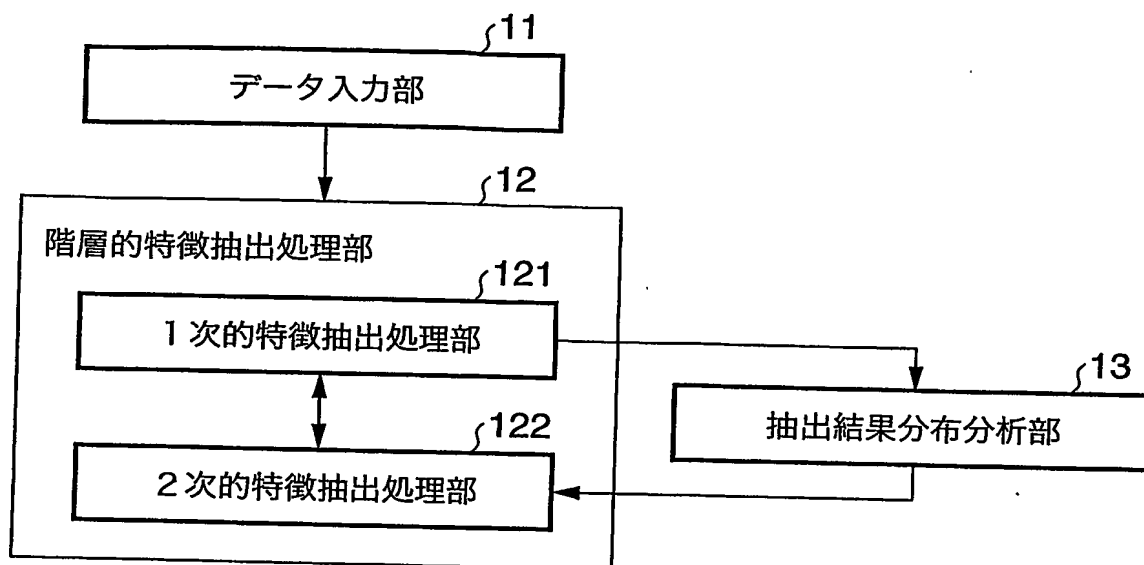 11
データ入力部
12
階層的特徴抽出処理部
121
1次的特徴抽出処理部
13
抽出結果分布分析部
122
2次的特徴抽出処理部